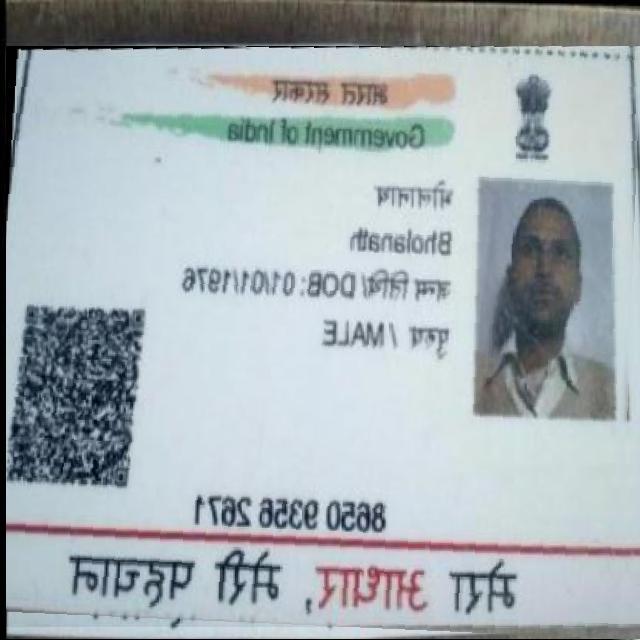 भारत सरकार
Government of India
भोलानाथ
Bholanath
जन्म तिथि/ DOB: 01/01/1976
पुरुष / MALE
8650 9356 2671
मेरा आधार, मेरी पहचान